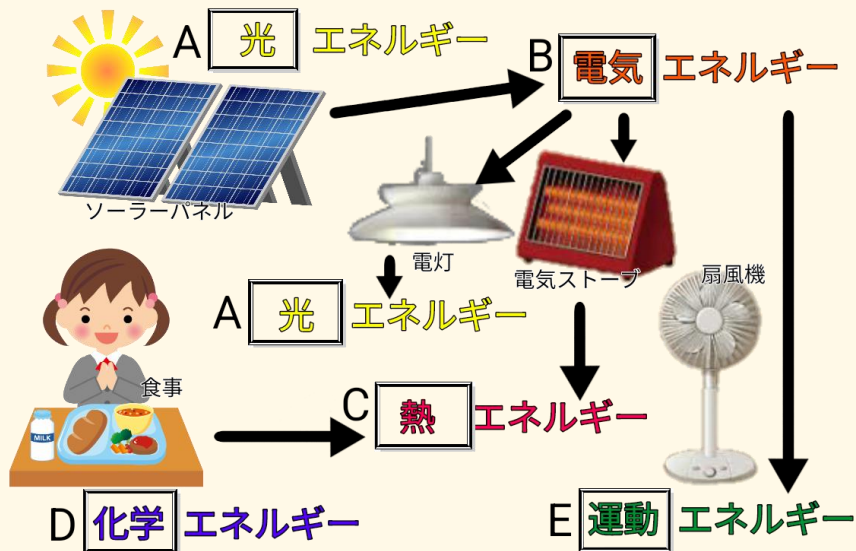 A 光 エネルギー
B 電気 エネルギー
ソーラーパネル
電灯
電気ストーブ
扇風機
A 光 エネルギー
食事
MILK
C 熱 エネルギー
D 化学 エネルギー
E 運動 エネルギー